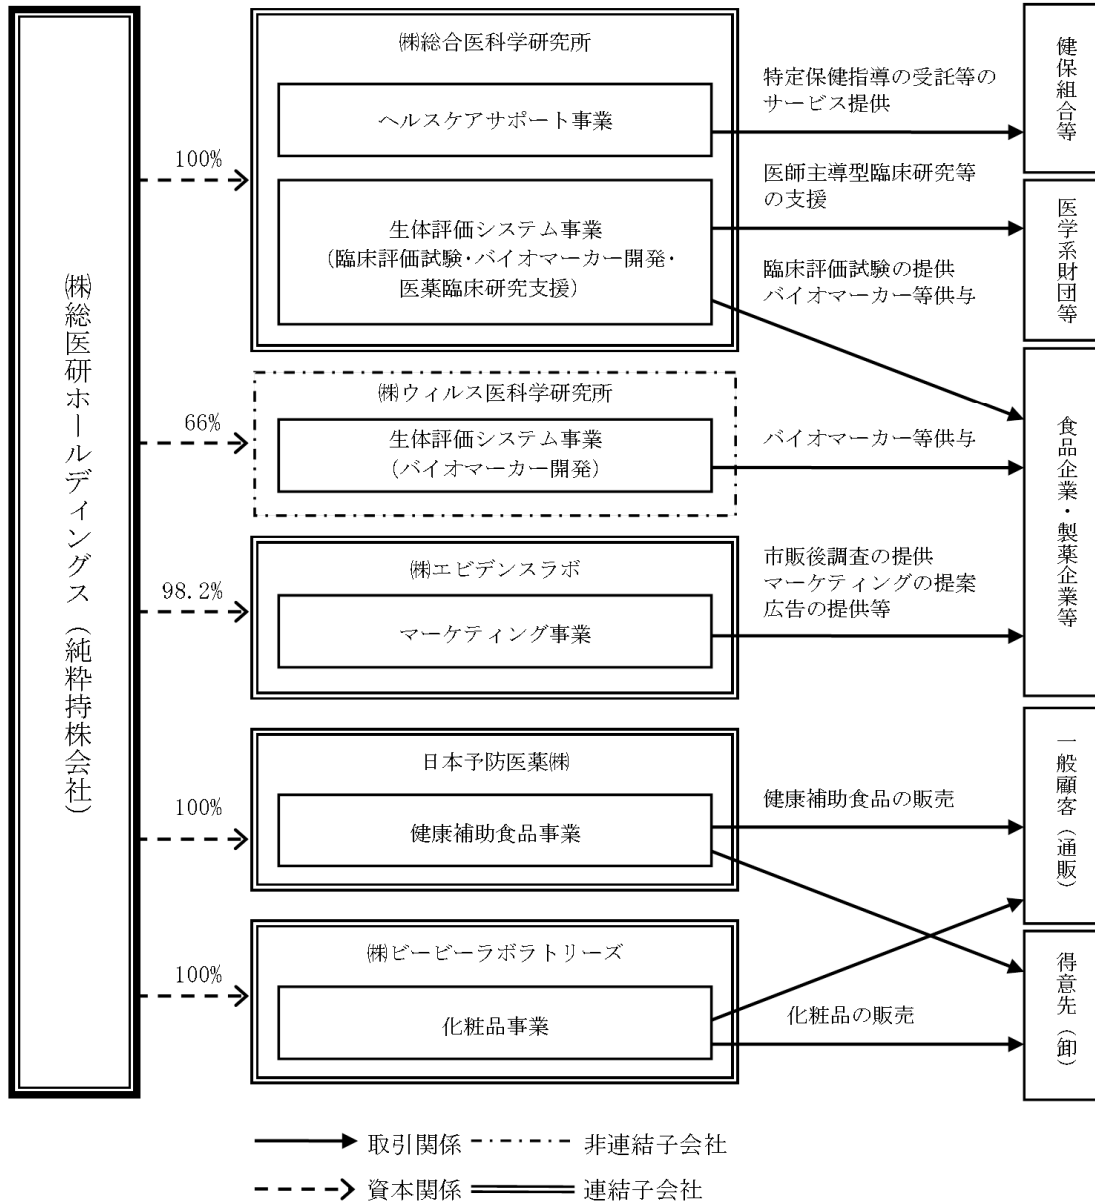 ㈱総医研ホールディングス（純粋持株会社）
100%
㈱総合医科学研究所
ヘルスケアサポート事業
生体評価システム事業
（臨床評価試験・バイオマーカー開発・
医薬臨床研究支援）
特定保健指導の受託等の
サービス提供
医師主導型臨床研究等
の支援
臨床評価試験の提供
バイオマーカー等供与
健保組合等
医学系財団等
66%
㈱ウィルス医科学研究所
生体評価システム事業
（バイオマーカー開発）
バイオマーカー等供与
食品企業・製薬企業等
98.2%
㈱エビデンスラボ
マーケティング事業
市販後調査の提供
マーケティングの提案
広告の提供等
100%
日本予防医薬㈱
健康補助食品事業
健康補助食品の販売
一般顧客（通販）
100%
㈱ビービーラボラトリーズ
化粧品事業
化粧品の販売
得意先（卸）
取引関係
非連結子会社
資本関係
連結子会社